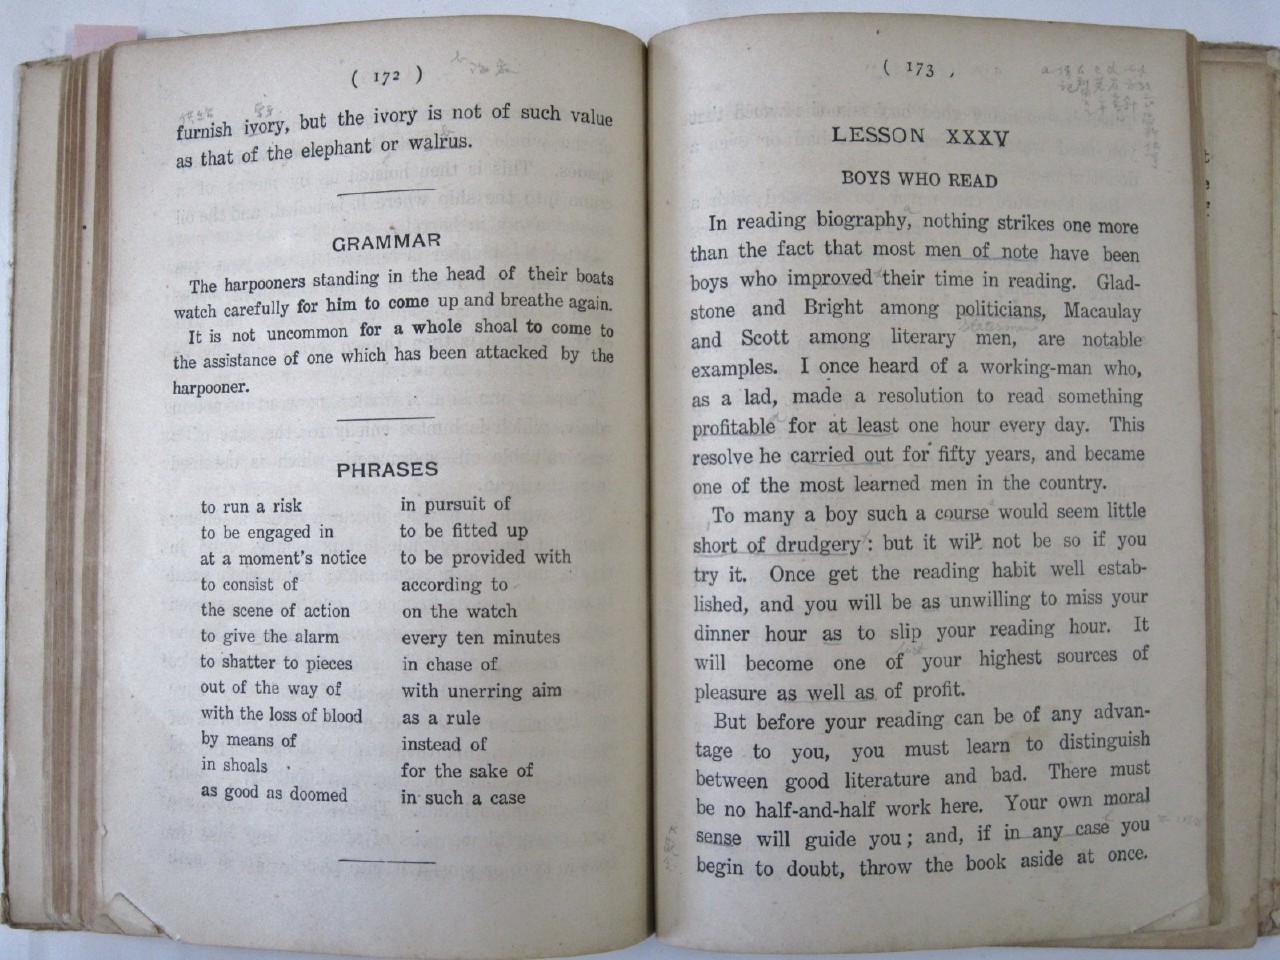 ( 172 )
furnish ivory, but the ivory is not of such value
as that of the elephant or walrus.
GRAMMAR
The harpooners standing in the head of their boats
watch carefully for him to come up and breathe again.
It is not uncommon for a whole shoal to come to
the assistance of one which has been attacked by the
harpooner.
PHRASES
to run a risk
to be engaged in
at a moment's notice
to consist of
the scene of action
to give the alarm
to shatter to pieces
out of the way of
with the loss of blood
by means of
in shoals
as good as doomed
in pursuit of
to be fitted up
to be provided with
according to
on the watch
every ten minutes
in chase of
with unerring aim
as a rule
instead of
for the sake of
in such a case
( 173 ,
LESSON XXXV
BOYS WHO READ
In reading biography, nothing strikes one more
than the fact that most men of note have been
boys who improved their time in reading. Glad-
stone and Bright among politicians, Macaulay
statesman
and Scott among literary men, are notable
examples. I once heard of a working-man who,
as a lad, made a resolution to read something
profitable for at least one hour every day. This
resolve he carried out for fifty years, and became
one of the most learned men in the country.
To many a boy such a course would seem little
short of drudgery: but it will not be so if you
try it. Once get the reading habit well estab-
lished, and you will be as unwilling to miss your
dinner hour as to slip your reading hour. It
will become one of your highest sources of
pleasure as well as of profit.
But before your reading can be of any advan-
tage to you, you must learn to distinguish
between good literature and bad. There must
be no half-and-half work here. Your own moral
sense will guide you; and, if in any case you
begin to doubt, throw the book aside at once.